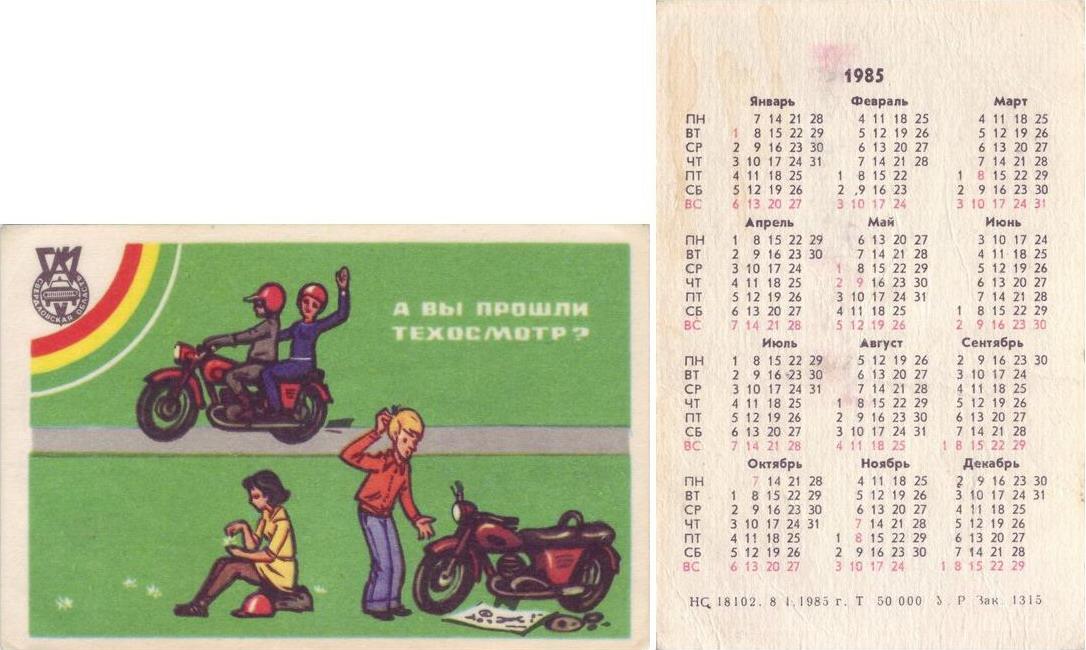 ГАИ
СВЕРДЛОВСКАЯ ОБЛАСТЬ
А ВЫ ПРОШЛИ
ТЕХОСМОТР?
1985
Январь Февраль Март
ПН 7 14 21 28 4 11 18 25 4 11 18 25
ВТ 1 8 15 22 29 5 12 19 26 5 12 19 26
СР 2 9 16 23 30 6 13 20 27 6 13 20 27
ЧТ 3 10 17 24 31 7 14 21 28 7 14 21 28
ПТ 4 11 18 25 1 8 15 22 1 8 15 22 29
СБ 5 12 19 26 2 9 16 23 2 9 16 23 30
ВС 6 13 20 27 3 10 17 24 3 10 17 24 31
Апрель Май Июнь
ПН 1 8 15 22 29 6 13 20 27 3 10 17 24
ВТ 2 9 16 23 30 7 14 21 28 4 11 18 25
СР 3 10 17 24 1 8 15 22 29 5 12 19 26
ЧТ 4 11 18 25 2 9 16 23 30 6 13 20 27
ПТ 5 12 19 26 3 10 17 24 31 7 14 21 28
СБ 6 13 20 27 4 11 18 25 1 8 15 22 29
ВС 7 14 21 28 5 12 19 26 2 9 16 23 30
Июль Август Сентябрь
ПН 1 8 15 22 29 5 12 19 26 2 9 16 23 30
ВТ 2 9 16 23 30 6 13 20 27 3 10 17 24
СР 3 10 17 24 31 7 14 21 28 4 11 18 25
ЧТ 4 11 18 25 1 8 15 22 29 5 12 19 26
ПТ 5 12 19 26 2 9 16 23 30 6 13 20 27
СБ 6 13 20 27 3 10 17 24 31 7 14 21 28
ВС 7 14 21 28 4 11 18 25 1 8 15 22 29
Октябрь Ноябрь Декабрь
ПН 7 14 21 28 4 11 18 25 2 9 16 23 30
ВТ 1 8 15 22 29 5 12 19 26 3 10 17 24 31
СР 2 9 16 23 30 6 13 20 27 4 11 18 25
ЧТ 3 10 17 24 31 7 14 21 28 5 12 19 26
ПТ 4 11 18 25 1 8 15 22 29 6 13 20 27
СБ 5 12 19 26 2 9 16 23 30 7 14 21 28
ВС 6 13 20 27 3 10 17 24 1 8 15 22 29
НС 18102. 8 I 1985 г. Т 50 000 Р. Зак. 1315